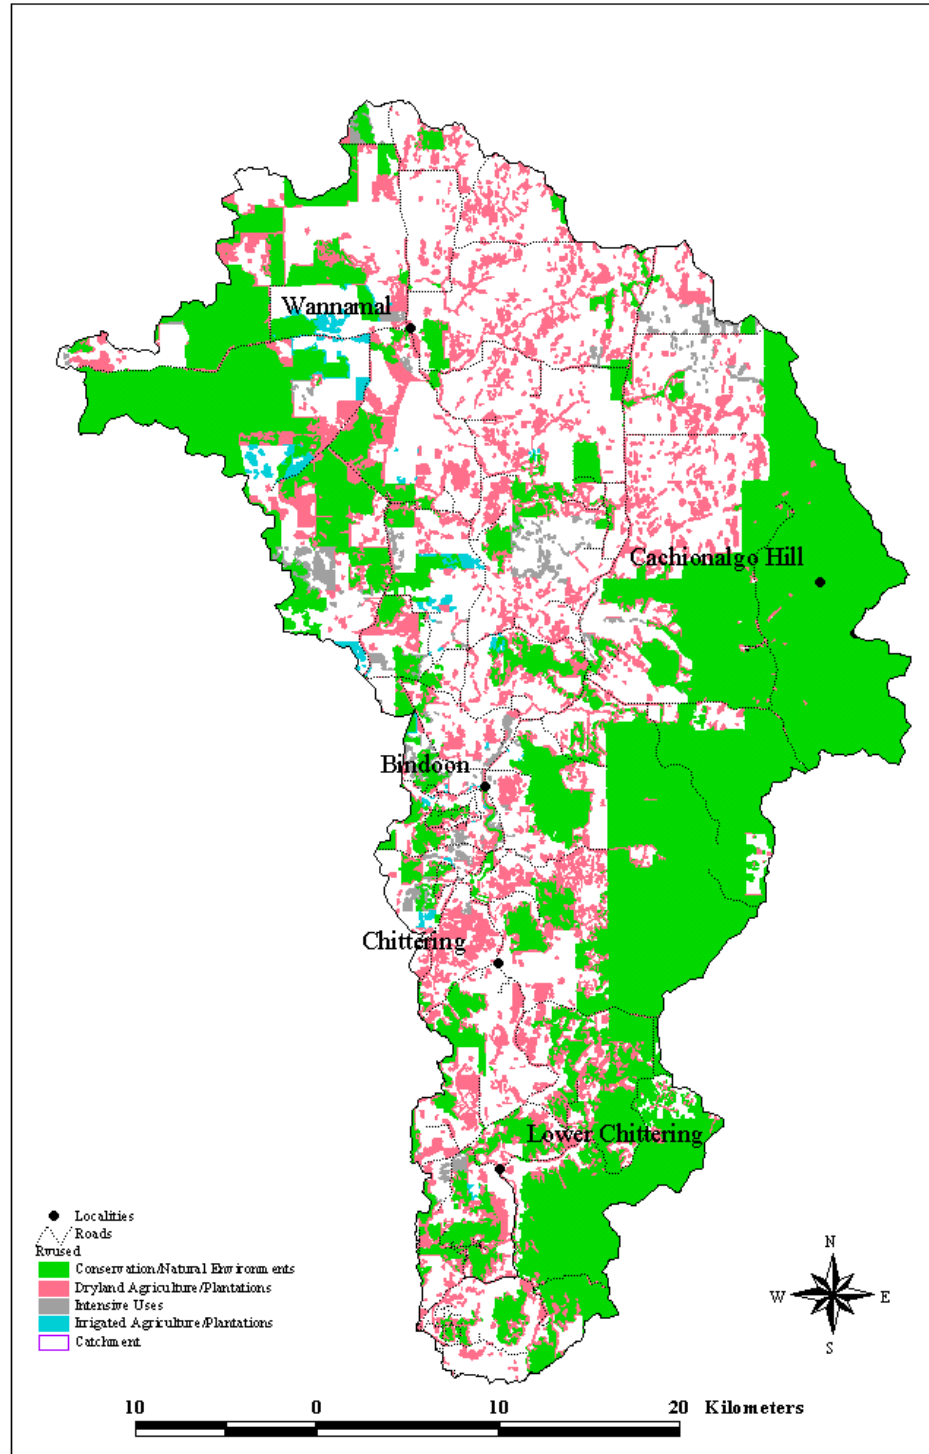 Wannamal
Cachionalgo Hill
Bindoon
Chittering
Lower Chittering
Localities
Roads
Rwused
Conservation/Natural Environments
Dryland Agriculture/Plantations
Intensive Uses
Irrigated Agriculture/Plantations
Catchment
N
W E
S
10 0 10 20 Kilometers